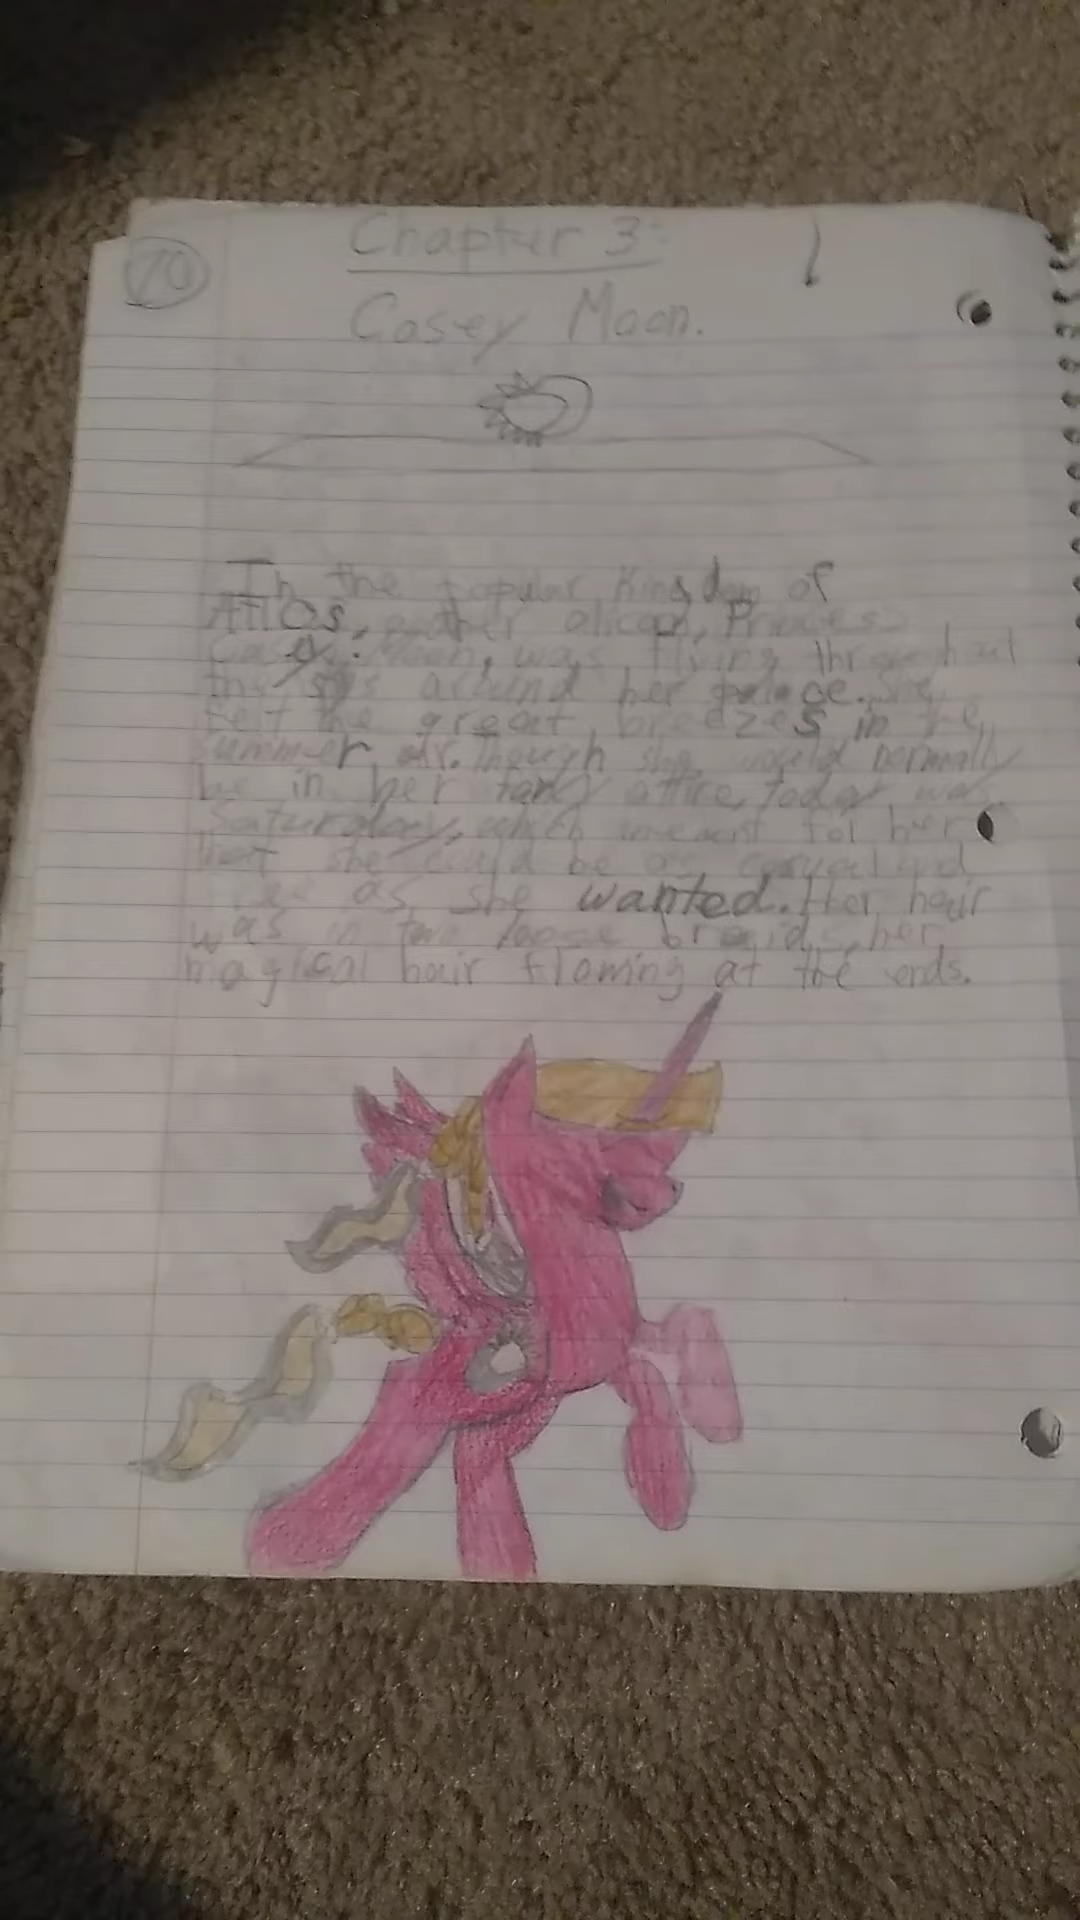 70
Chapter 3:
Casey Moon.
In the popular Kingdom of
Atlos, another alicorn, Princess
Casey Moon, was flying throughout
the skys around her palace. She
felt the great breezes in the
summer air. Though she would normally
be in her fancy attire, today was
Saturday, which meant for her
that she could be as casual and
free as she wanted. Her hair
was in two loose braids, her
magical hair flowing at the ends.